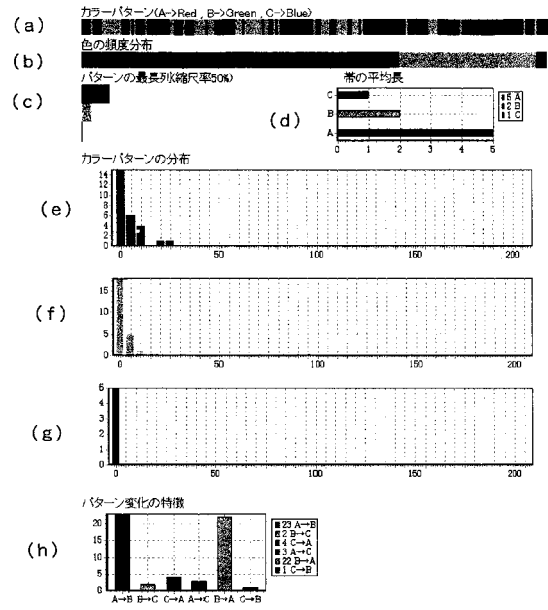 カラーパターン(A->Red , B->Green , C->Blue)
(a)
色の頻度分布
(b)
パターンの最長列(縮尺率50%)
(c)
帯の平均長
(d)
C
B
A
0 1 2 3 4 5
5 A
2 B
1 C
カラーパターンの分布
(e)
14
12
10
8
6
4
2
0
0 50 100 150 200
(f)
15
10
5
0
0 50 100 150 200
(g)
5
4
3
2
1
0
0 50 100 150 200
パターン変化の特徴
(h)
20
15
10
5
0
A→B B→C C→A A→C B→A C→B
23 A→B
2 B→C
4 C→A
3 A→C
22 B→A
1 C→B